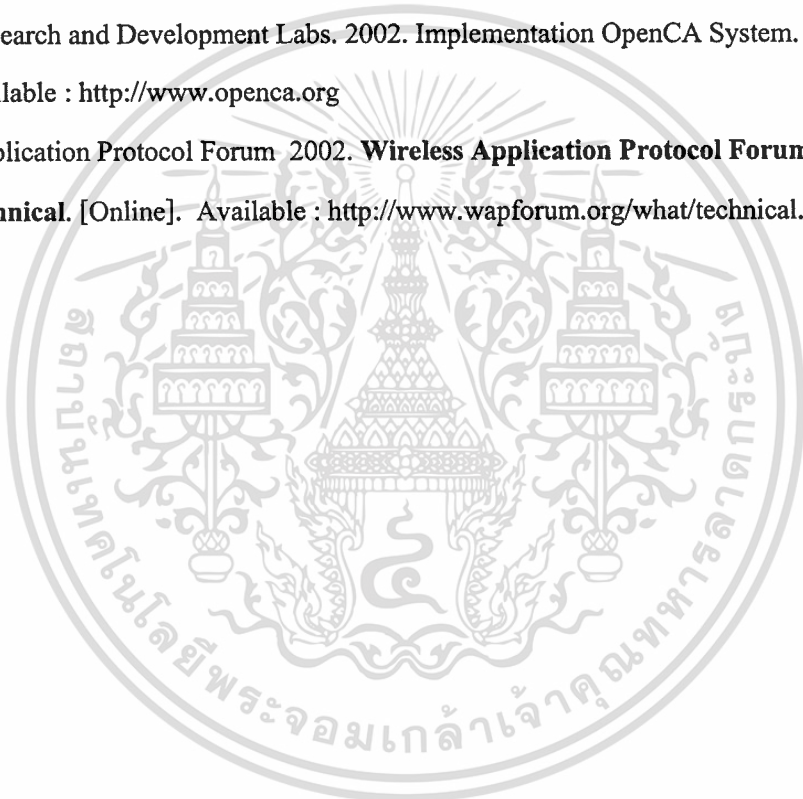 earch and Development Labs. 2002. Implementation OpenCA System.
ilable : http://www.openca.org
plication Protocol Forum 2002. Wireless Application Protocol Forum
hnical. [Online]. Available : http://www.wapforum.org/what/technical.
สถาบันเทคโนโลยีพระจอมเกล้าเจ้าคุณทหารลาดกระบัง